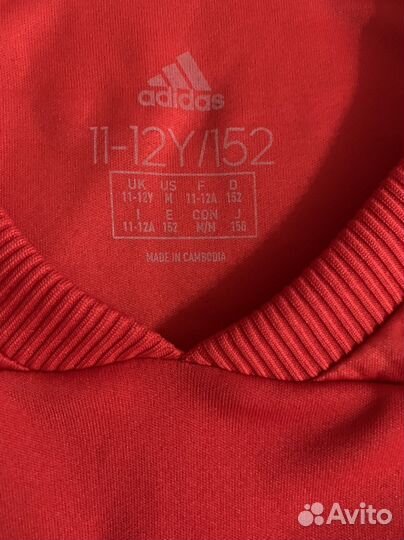 adidas
11-12Y/152
UK US F D
11-12Y M 11-12A 152
I E CON J
11-12A 152 M/M 150
MADE IN CAMBODIA
Avito